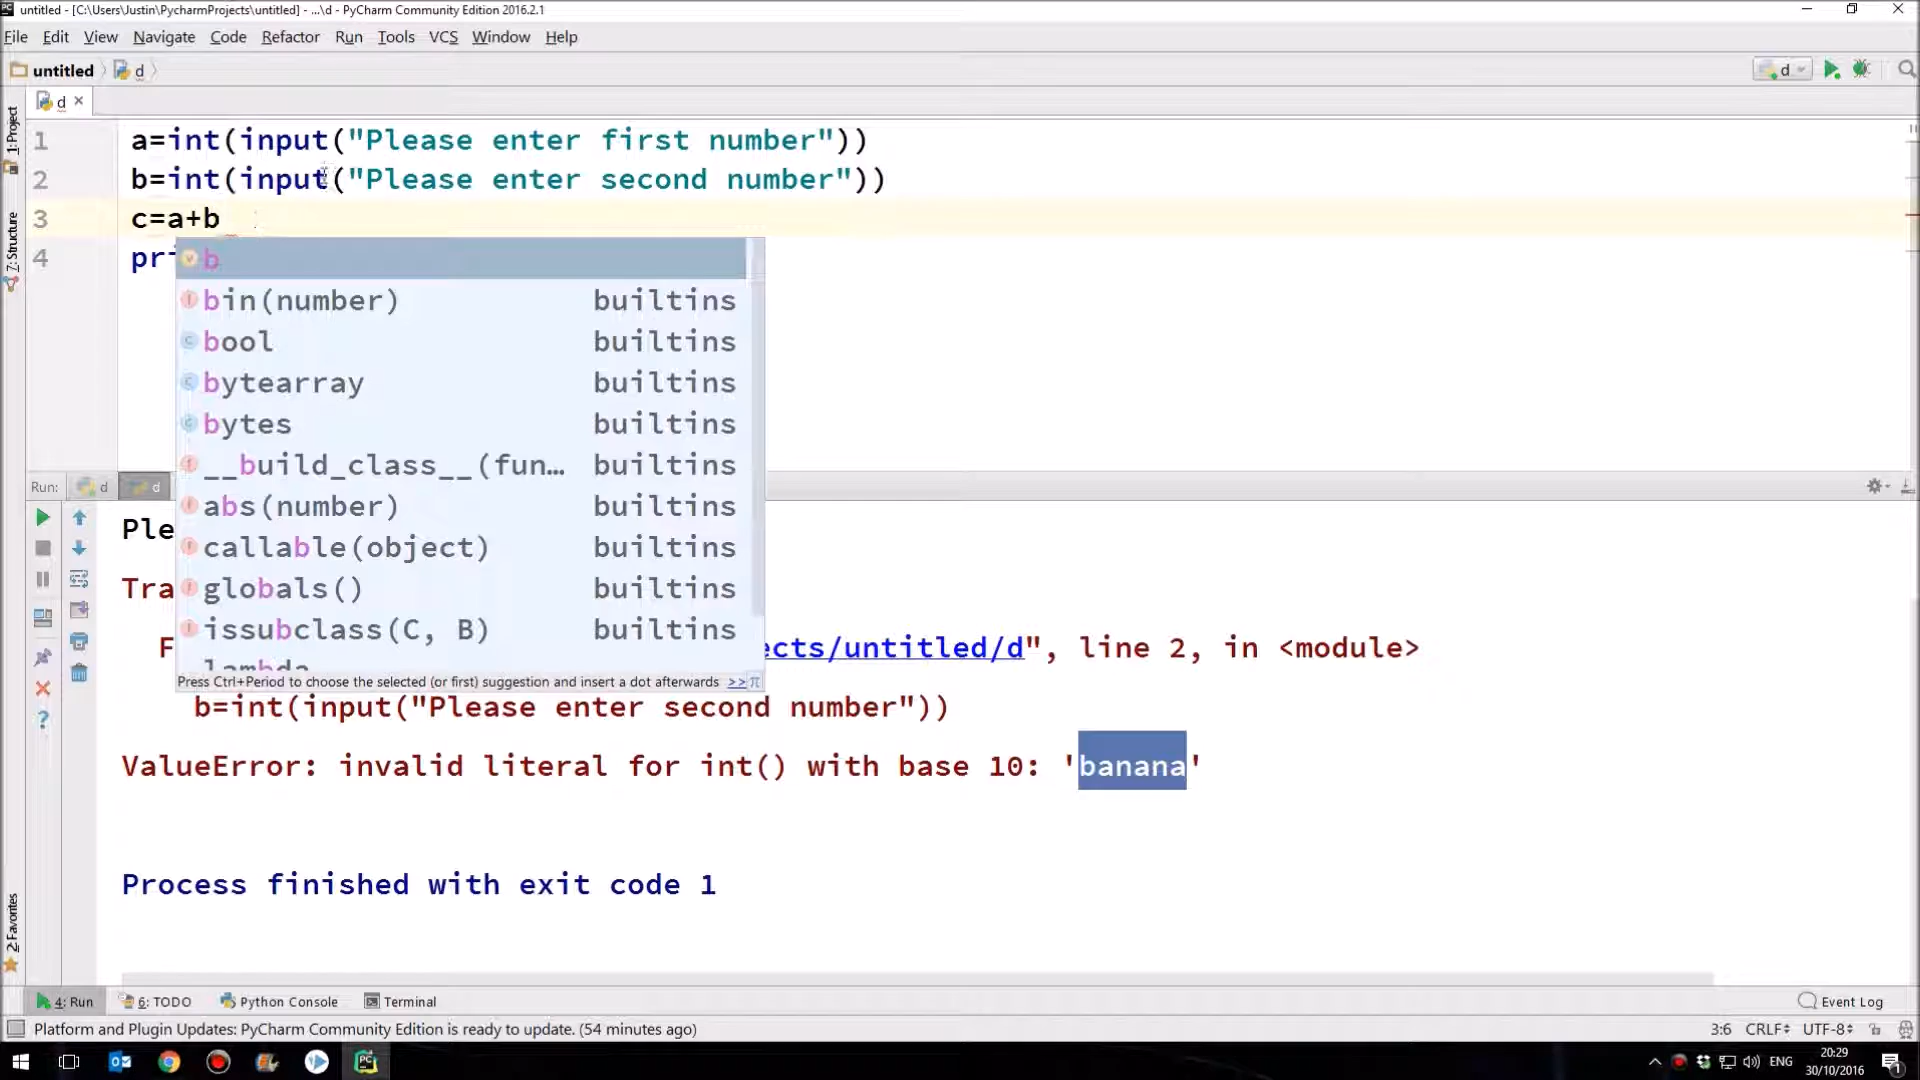 untitled - [C:\Users\Justin\PycharmProjects\untitled] - ...\d - PyCharm Community Edition 2016.2.1
File Edit View Navigate Code Refactor Run Tools VCS Window Help
untitled d
d
d
1: Project
7: Structure
2: Favorites
1 a=int(input("Please enter first number"))
2 b=int(input("Please enter second number"))
3 c=a+b
4 pri
b
bin(number) builtins
bool builtins
bytearray builtins
bytes builtins
__build_class__(fun... builtins
abs(number) builtins
callable(object) builtins
globals() builtins
issubclass(C, B) builtins
lambda
Press Ctrl+Period to choose the selected (or first) suggestion and insert a dot afterwards >> π
Run: d d
Ple
Tra
F ects/untitled/d", line 2, in <module>
b=int(input("Please enter second number"))
ValueError: invalid literal for int() with base 10: 'banana'
Process finished with exit code 1
4: Run 6: TODO Python Console Terminal Event Log
Platform and Plugin Updates: PyCharm Community Edition is ready to update. (54 minutes ago) 3:6 CRLF UTF-8
ENG 20:29
30/10/2016 1